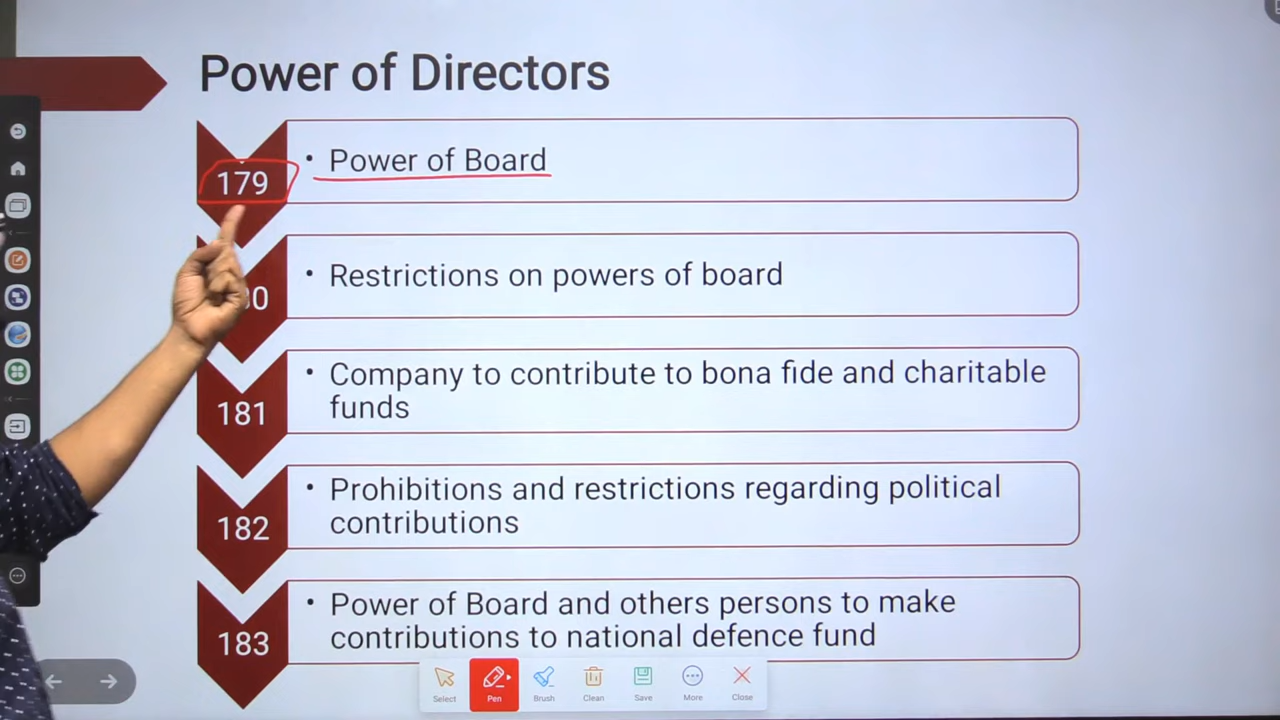 Power of Directors
179
• Power of Board
• Restrictions on powers of board
181
• Company to contribute to bona fide and charitable
funds
182
• Prohibitions and restrictions regarding political
contributions
183
• Power of Board and others persons to make
contributions to national defence fund
Select
Pen
Brush
Clean
Save
More
Close